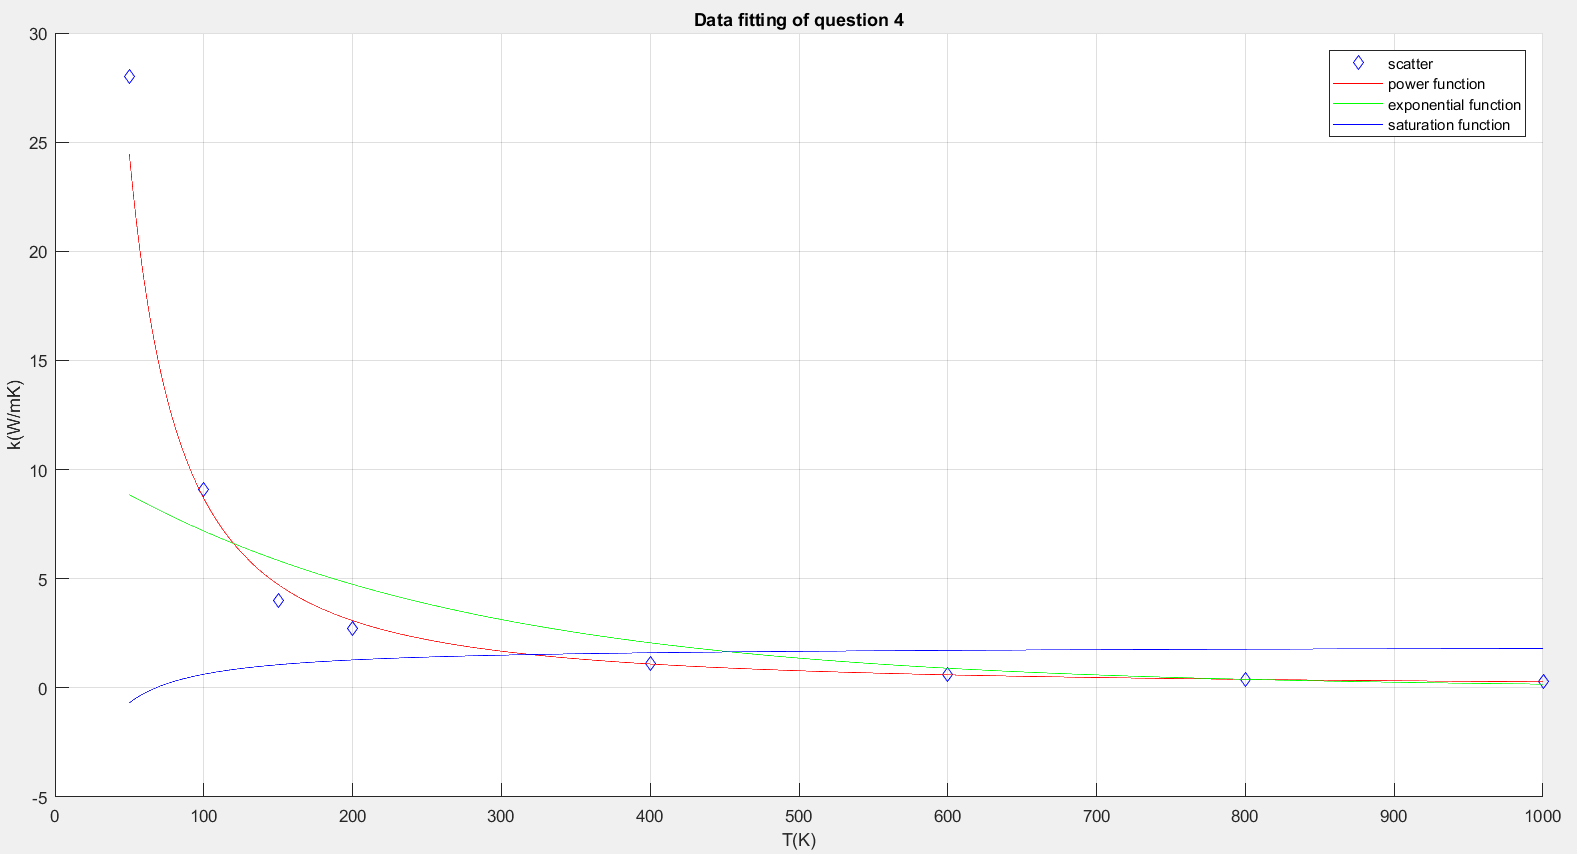 Data fitting of question 4
30
25
20
15
10
5
0
-5
k(W/mK)
scatter
power function
exponential function
saturation function
0 100 200 300 400 500 600 700 800 900 1000
T(K)